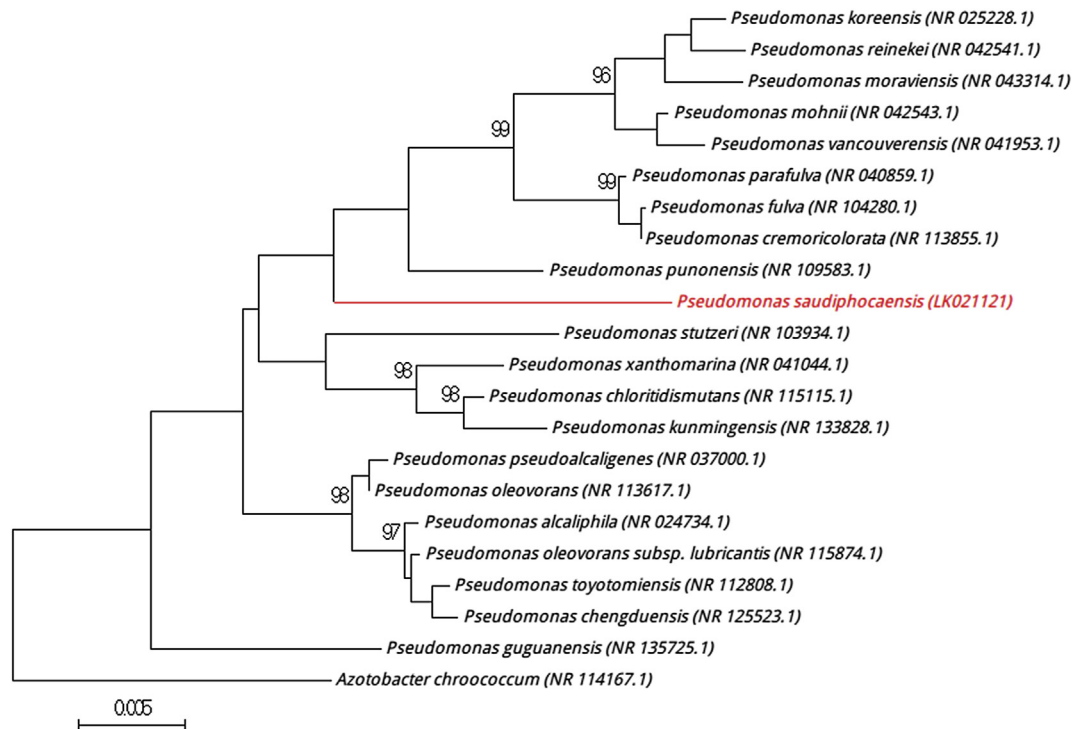 Pseudomonas koreensis (NR 025228.1)
Pseudomonas reinekei (NR 042541.1)
96
Pseudomonas moraviensis (NR 043314.1)
Pseudomonas mohnii (NR 042543.1)
99
Pseudomonas vancouverensis (NR 041953.1)
99
Pseudomonas parafulva (NR 040859.1)
Pseudomonas fulva (NR 104280.1)
Pseudomonas cremoricolorata (NR 113855.1)
Pseudomonas punonensis (NR 109583.1)
Pseudomonas saudiphocaensis (LK021121)
Pseudomonas stutzeri (NR 103934.1)
98
Pseudomonas xanthomarina (NR 041044.1)
98
Pseudomonas chloritidismutans (NR 115115.1)
Pseudomonas kunmingensis (NR 133828.1)
Pseudomonas pseudoalcaligenes (NR 037000.1)
98
Pseudomonas oleovorans (NR 113617.1)
Pseudomonas alcaliphila (NR 024734.1)
97
Pseudomonas oleovorans subsp. lubricantis (NR 115874.1)
Pseudomonas toyotomiensis (NR 112808.1)
Pseudomonas chengduensis (NR 125523.1)
Pseudomonas guguanensis (NR 135725.1)
Azotobacter chroococcum (NR 114167.1)
0.005